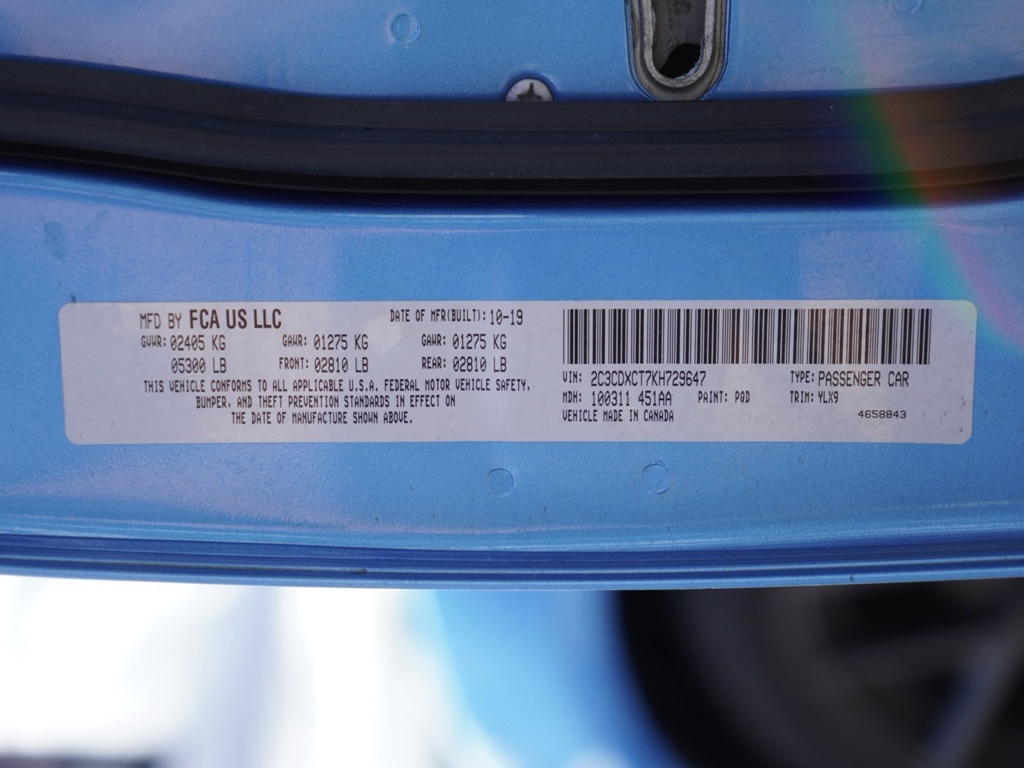 MFD BY FCA US LLC DATE OF MFR(BUILT): 10-19
GVWR: 02405 KG GAWR: 01275 KG GAWR: 01275 KG
05300 LB FRONT: 02810 LB REAR: 02810 LB
THIS VEHICLE CONFORMS TO ALL APPLICABLE U.S.A. FEDERAL MOTOR VEHICLE SAFETY,
BUMPER, AND THEFT PREVENTION STANDARDS IN EFFECT ON
THE DATE OF MANUFACTURE SHOWN ABOVE.
VIN: 2C3CDXCT7KH729647 TYPE: PASSENGER CAR
MDH: 100311 451AA PAINT: PQD TRIM: YLX9
VEHICLE MADE IN CANADA 4658843